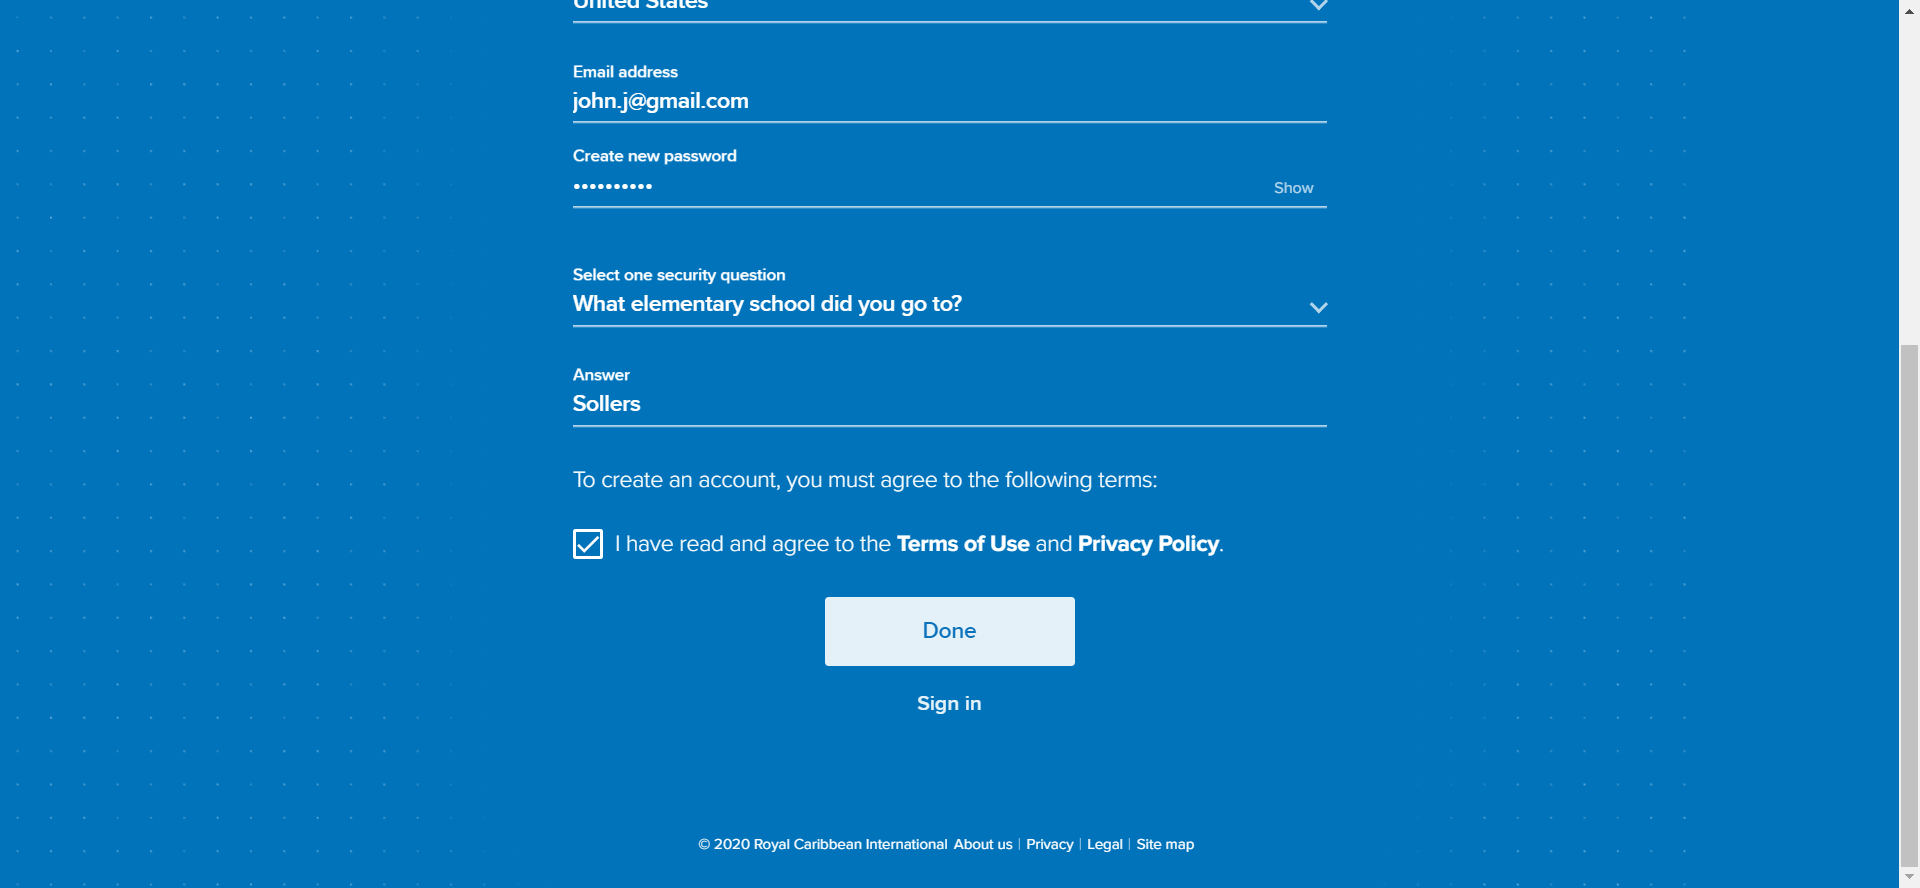 United States
Email address
john.j@gmail.com
Create new password
••••••••••
Show
Select one security question
What elementary school did you go to?
Answer
Sollers
To create an account, you must agree to the following terms:
I have read and agree to the Terms of Use and Privacy Policy.
Done
Sign in
© 2020 Royal Caribbean International About us | Privacy | Legal | Site map